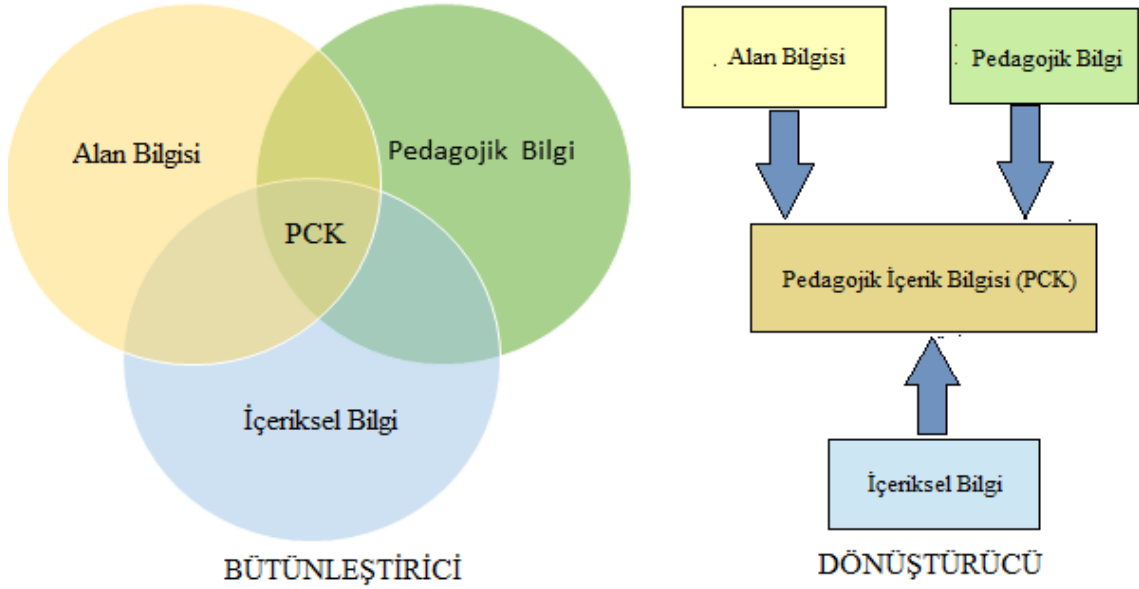 Alan Bilgisi
Pedagojik Bilgi
PCK
İçeriksel Bilgi
BÜTÜNLEŞTİRİCİ
Alan Bilgisi
Pedagojik Bilgi
Pedagojik İçerik Bilgisi (PCK)
İçeriksel Bilgi
DÖNÜŞTÜRÜCÜ